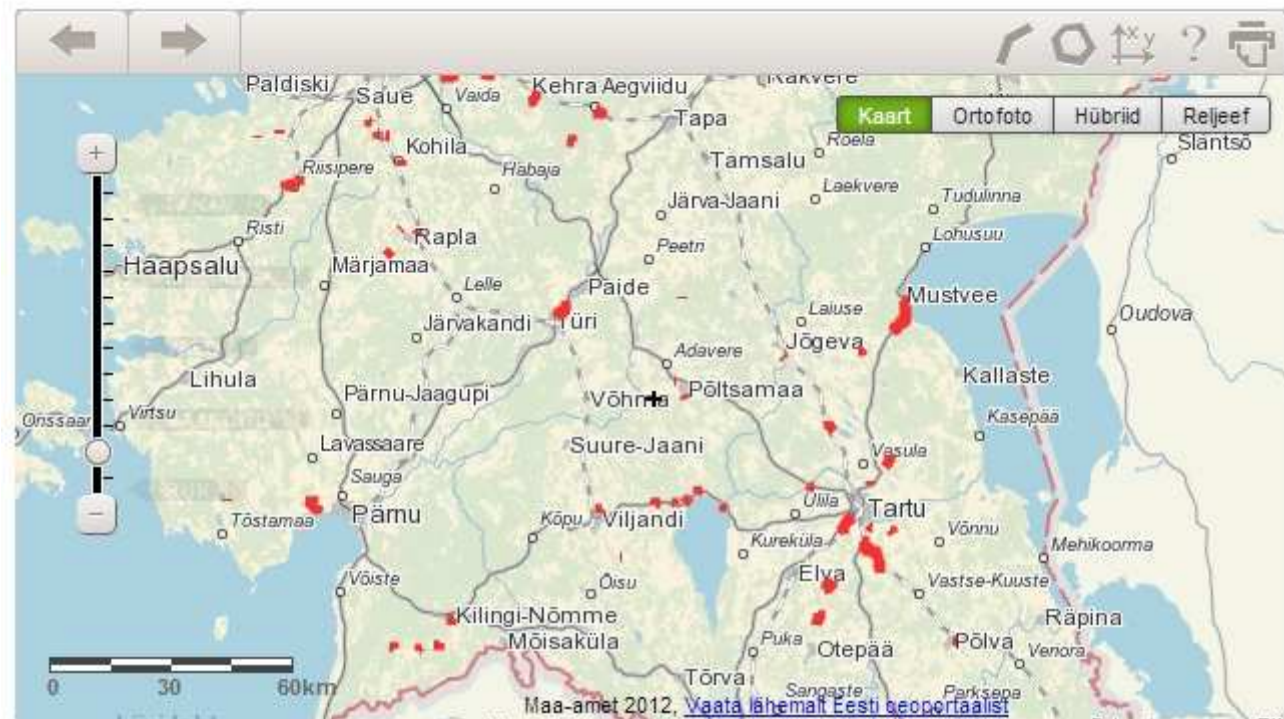 x y ?
Kaart Ortofoto Hübriid Reljeef
Paldiski
Saue
Vaida
Kehra Aegviidu
Rakvere
Tapa
Roela
Slantsõ
Kohila
Riisipere
Häbaja
Tamsalu
Laekvere
Tudulinna
Järva-Jaani
Risti
Rapla
Peetri
Lohusuu
Haapsalu
Märjamaa
Lelle
Paide
Mustvee
Järvakandi
Türi
Laiuse
Oudova
Jõgeva
Adavere
Lihula
Pärnu-Jaagupi
Võhma
Põltsamaa
Kallaste
Virtsu
Kasepää
Lavassaare
Suure-Jaani
Vasula
Sauga
Tõstamaa
Pärnu
Kõpu
Viljandi
Ulila
Tartu
Võnnu
Kureküla
Mehikoorma
Võiste
Õisu
Elva
Vastse-Kuuste
Kilingi-Nõmme
Räpina
Mõisaküla
Puka
Otepää
Põlva
Veriora
Tõrva
Sangaste
Parksepa
0 30 60km
Maa-amet 2012, Vaata lähemalt Eesti geoportaalist